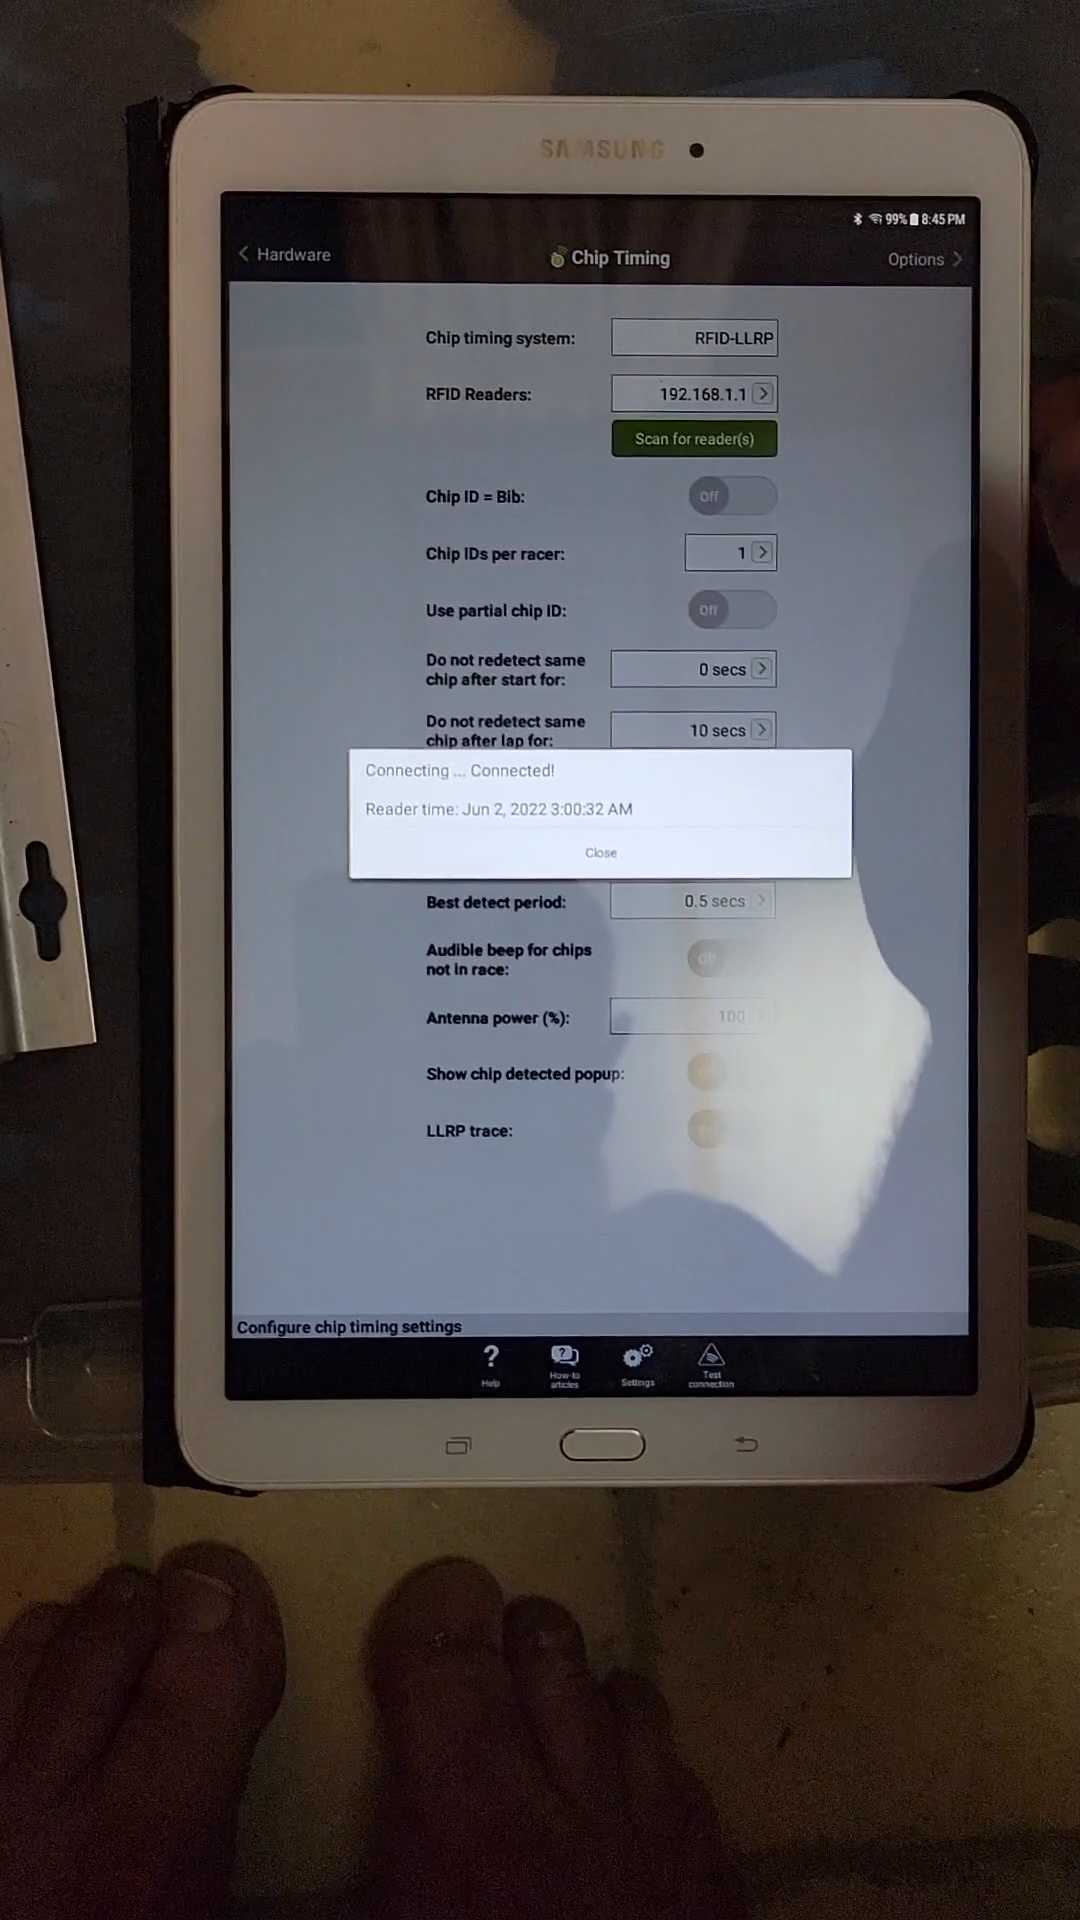 SAMSUNG
99% 8:45 PM
Hardware
Chip Timing
Options
Chip timing system:
RFID-LLRP
RFID Readers:
192.168.1.1
Scan for reader(s)
Chip ID = Bib:
Off
Chip IDs per racer:
1
Use partial chip ID:
Off
Do not redetect same
chip after start for:
0 secs
Do not redetect same
chip after lap for:
10 secs
Connecting ... Connected!
Reader time: Jun 2, 2022 3:00:32 AM
Close
Best detect period:
0.5 secs
Audible beep for chips
not in race:
Off
Antenna power (%):
100
Show chip detected popup:
LLRP trace:
Configure chip timing settings
Help
How-to
articles
Settings
Test
connection